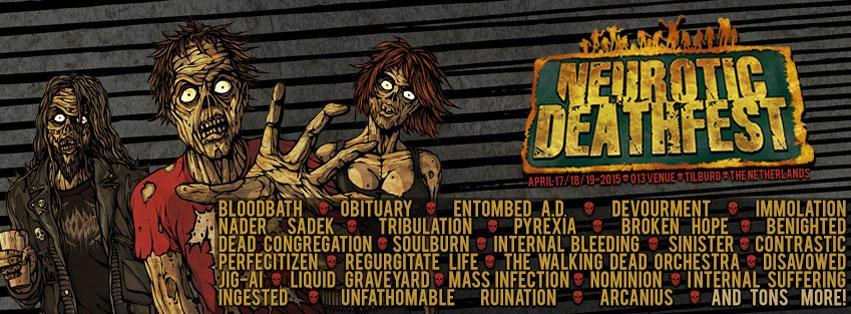 NEUROTIC
DEATHFEST
APRIL-17/18/19-2015 013 VENUE TILBURG THE NETHERLANDS
BLOODBATH OBITUARY ENTOMBED A.D. DEVOURMENT IMMOLATION
NADER SADEK TRIBULATION PYREXIA BROKEN HOPE BENIGHTED
DEAD CONGREGATION SOULBURN INTERNAL BLEEDING SINISTER CONTRASTIC
PERFECITIZEN REGURGITATE LIFE THE WALKING DEAD ORCHESTRA DISAVOWED
JIG-AI LIQUID GRAVEYARD MASS INFECTION NOMINION INTERNAL SUFFERING
INGESTED UNFATHOMABLE RUINATION ARCANIUS AND TONS MORE!